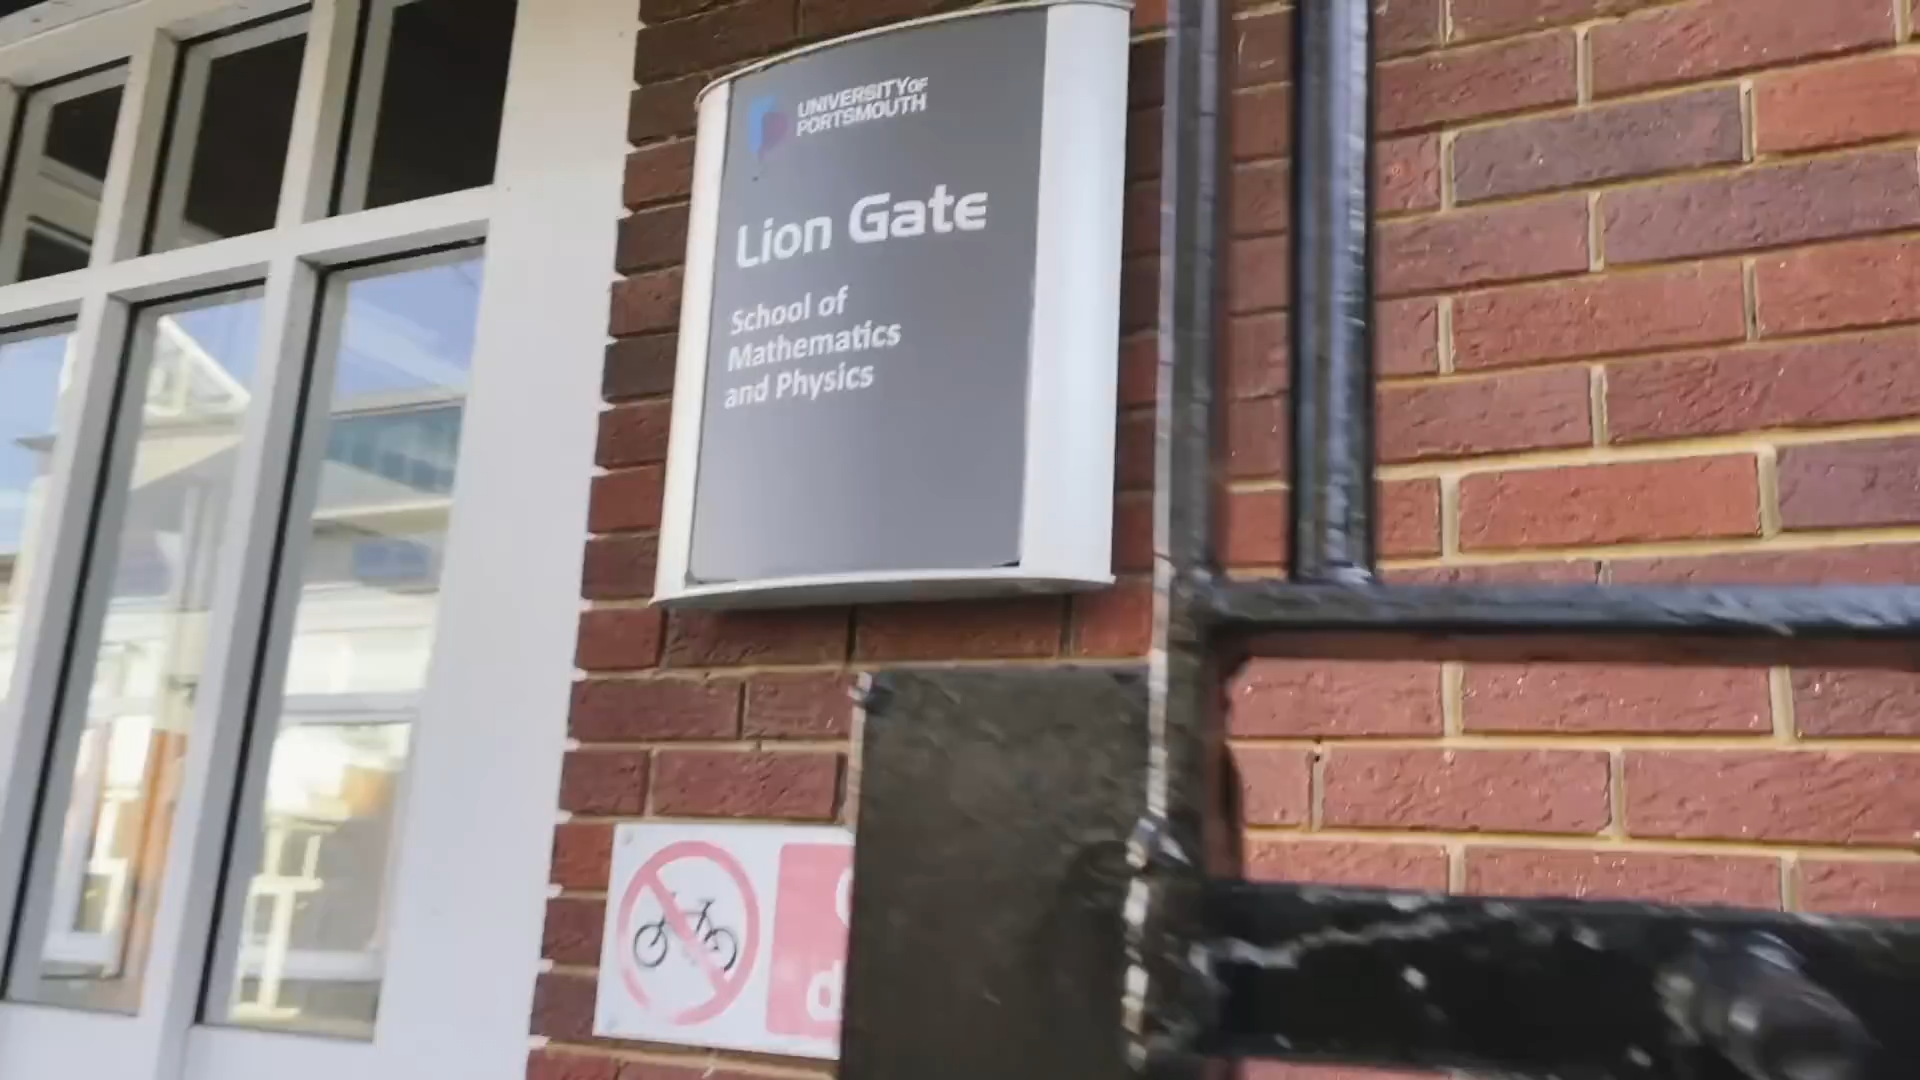 UNIVERSITY OF
PORTSMOUTH
Lion Gate
School of
Mathematics
and Physics